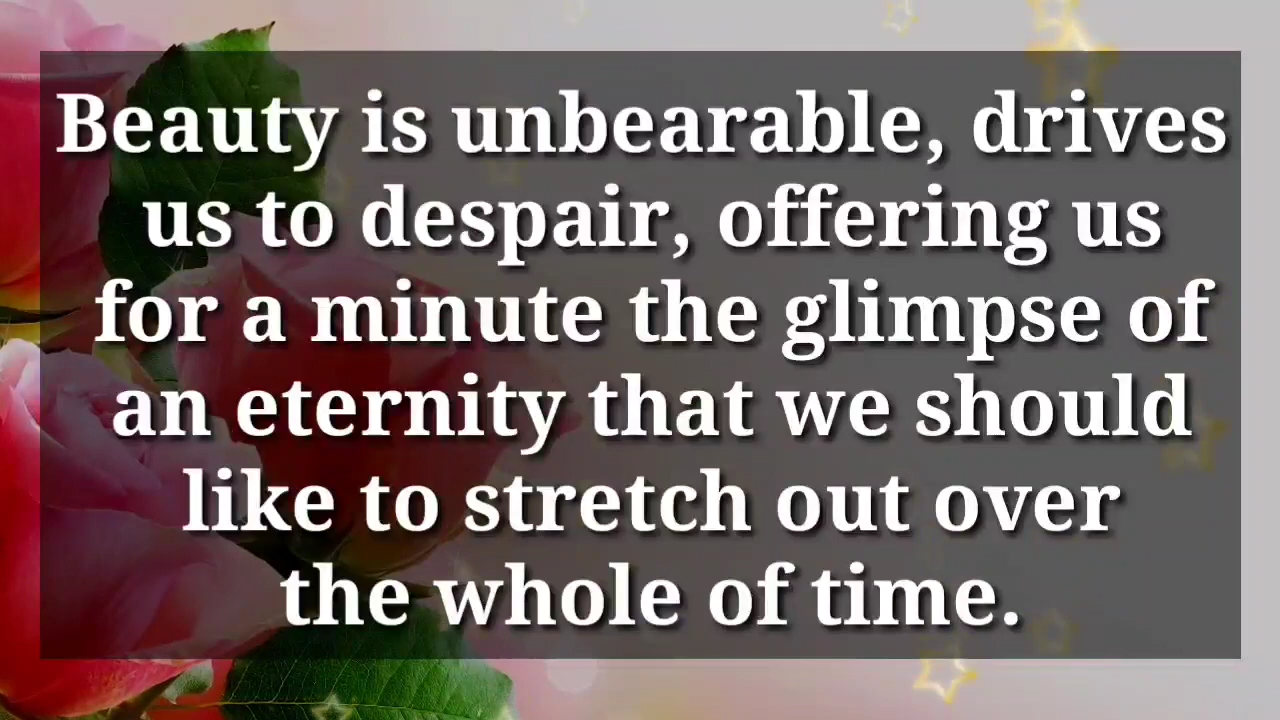 Beauty is unbearable, drives
us to despair, offering us
for a minute the glimpse of
an eternity that we should
like to stretch out over
the whole of time.